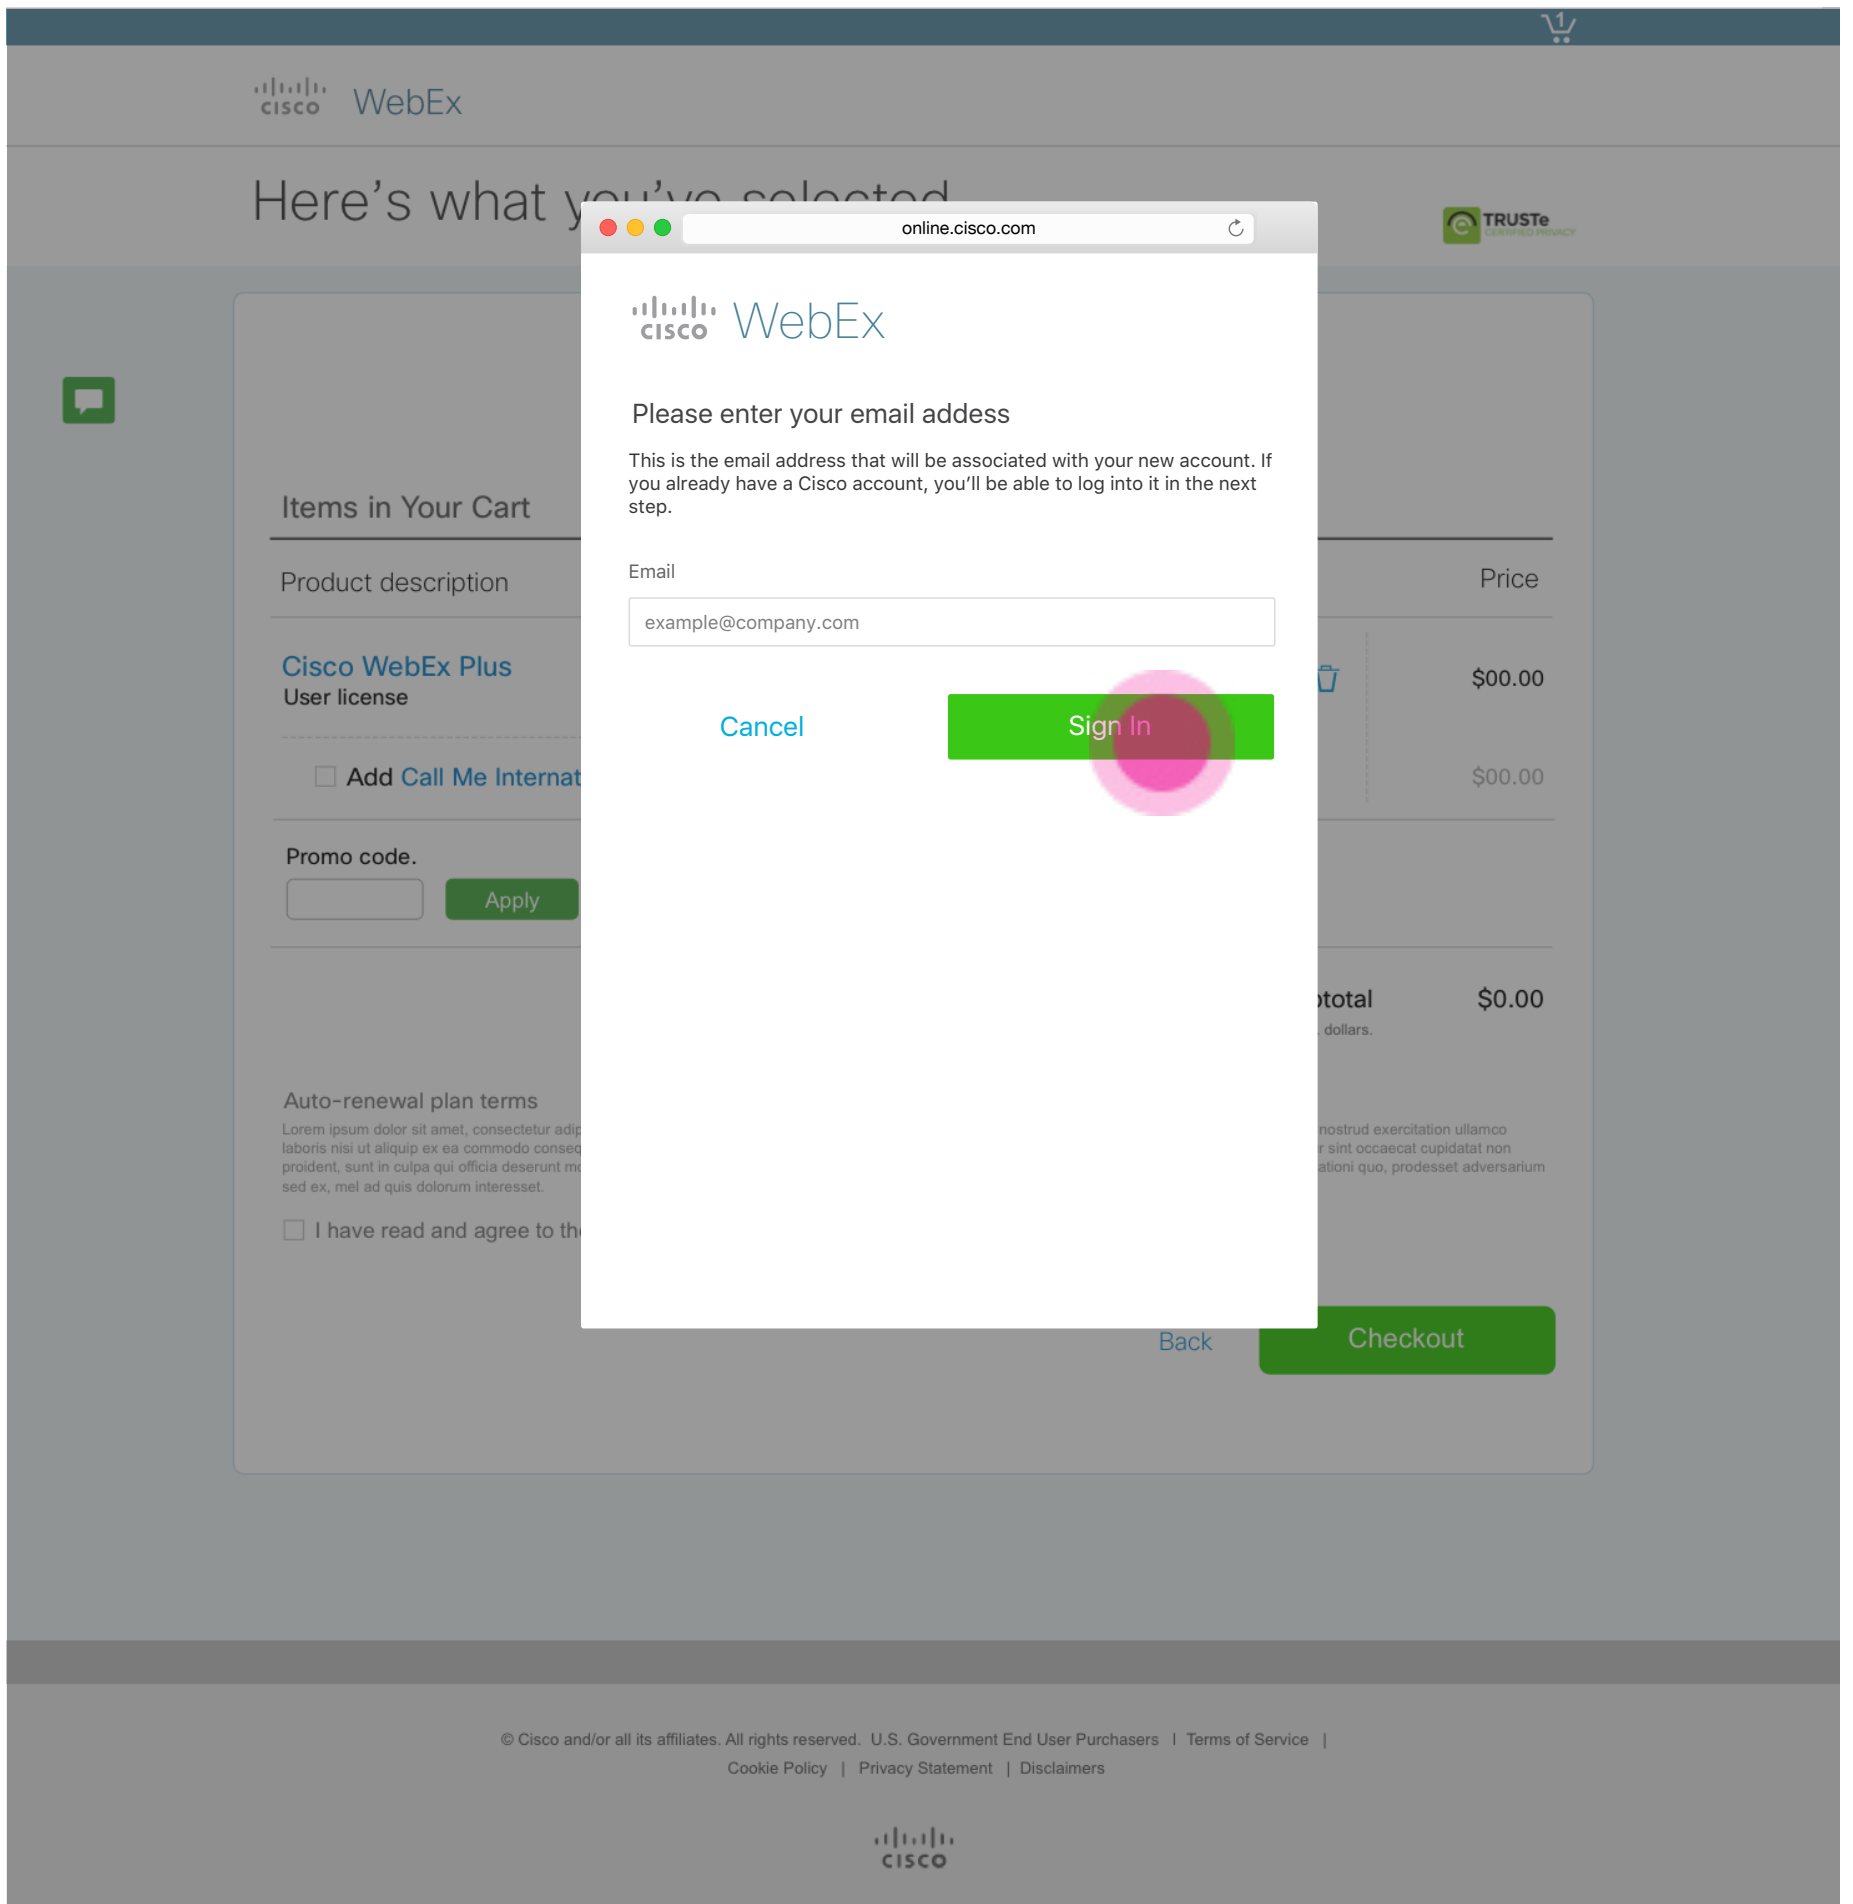 1
cisco WebEx
Here's what you've selected
TRUSTe
CERTIFIED PRIVACY
online.cisco.com
cisco WebEx
Please enter your email addess
This is the email address that will be associated with your new account. If
you already have a Cisco account, you'll be able to log into it in the next
step.
Email
example@company.com
Cancel Sign In
Items in Your Cart
Product description Price
Cisco WebEx Plus $00.00
User license
Add Call Me $00.00
Promo code.
Apply
$0.00
dollars.
Auto-renewal plan terms
Lorem ipsum dolor sit amet, consectetur nostrud exercitation ullamco
laboris nisi ut aliquip ex ea commodo sint occaecat cupidatat non
proident, sunt in culpa qui officia deserunt quo, prodesset adversarium
sed ex, mel ad quis dolorum interesset.
I have read and agree to
Back Checkout
© Cisco and/or all its affiliates. All rights reserved. U.S. Government End User Purchasers | Terms of Service |
Cookie Policy | Privacy Statement | Disclaimers
cisco